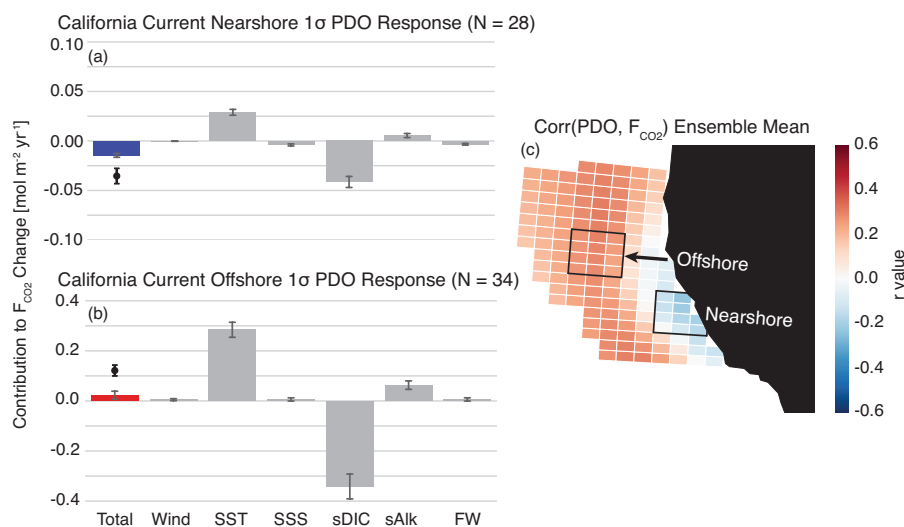 California Current Nearshore 1σ PDO Response (N = 28)
(a)
0.10
0.05
0.00
-0.05
-0.10
California Current Offshore 1σ PDO Response (N = 34)
(b)
0.4
0.2
0.0
-0.2
-0.4
Contribution to F_CO2 Change [mol m⁻² yr⁻¹]
Total Wind SST SSS sDIC sAlk FW
Corr(PDO, F_CO2) Ensemble Mean
(c)
Offshore
Nearshore
0.6
0.4
0.2
0.0
-0.2
-0.4
-0.6
r value